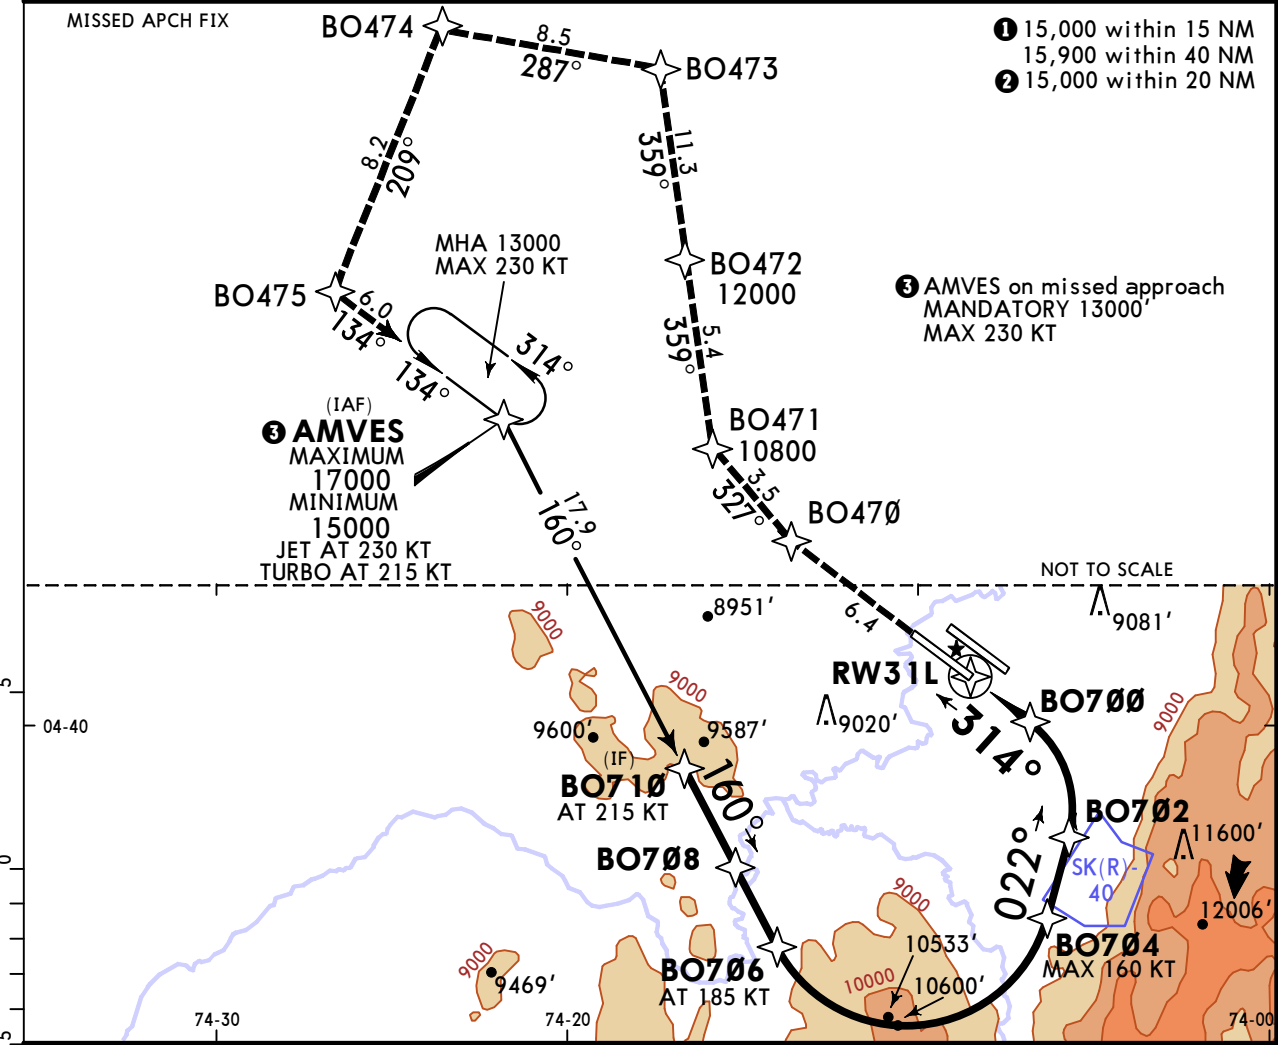 MISSED APCH FIX
BO474
8.5
287°
BO473
❶ 15,000 within 15 NM
15,900 within 40 NM
❷ 15,000 within 20 NM
8.2
209°
11.3
359°
MHA 13000
MAX 230 KT
BO472
12000
❸ AMVES on missed approach
MANDATORY 13000'
MAX 230 KT
BO475
6.0
134°
134°
314°
5.4
359°
(IAF)
❸ AMVES
MAXIMUM
17000
MINIMUM
15000
JET AT 230 KT
TURBO AT 215 KT
BO471
10800
3.5
327°
BO47Ø
17.9
160°
NOT TO SCALE
6.4
9000
8951'
9081'
RW31L
9000
9020'
BO7ØØ
314°
9000
5
04-40
9600'
9587'
(IF)
BO71Ø
AT 215 KT
160°
BO7Ø2
11600'
022°
SK(R)-
40
0
BO7Ø8
9000
12006'
10533'
BO7Ø4
MAX 160 KT
9000
9469'
BO7Ø6
AT 185 KT
10000
10600'
74-30
74-20
74-00
5